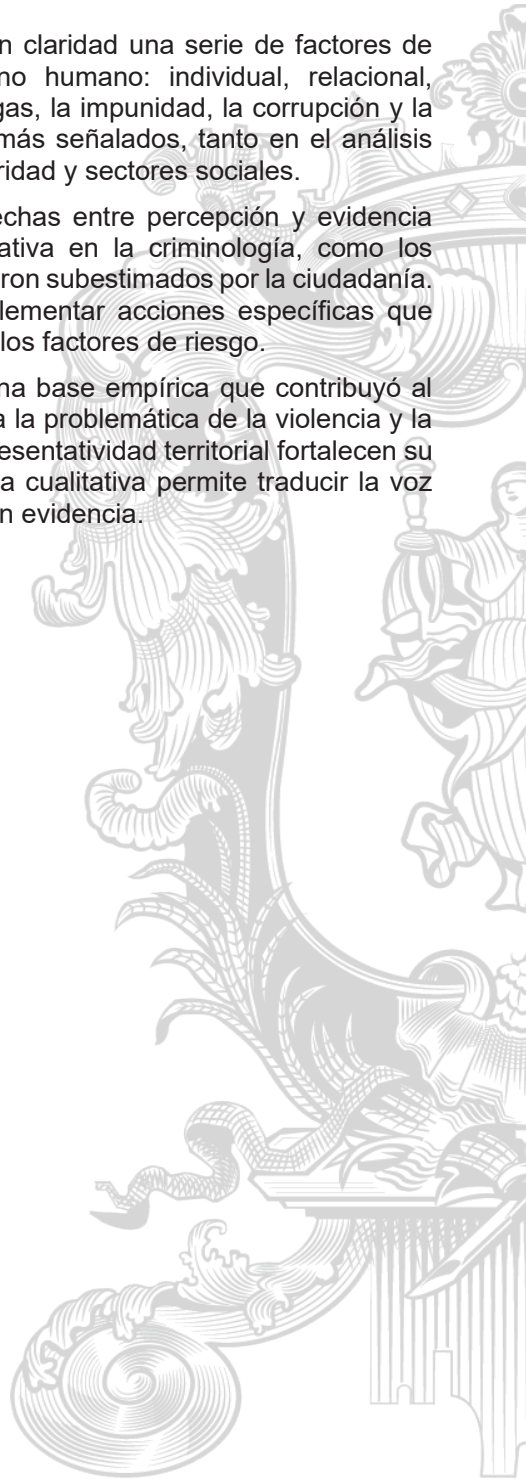 n claridad una serie de factores de
no humano: individual, relacional,
gas, la impunidad, la corrupción y la
más señalados, tanto en el análisis
ridad y sectores sociales.
echas entre percepción y evidencia
ativa en la criminología, como los
ron subestimados por la ciudadanía.
lementar acciones específicas que
los factores de riesgo.
na base empírica que contribuyó al
a la problemática de la violencia y la
esentatividad territorial fortalecen su
a cualitativa permite traducir la voz
n evidencia.